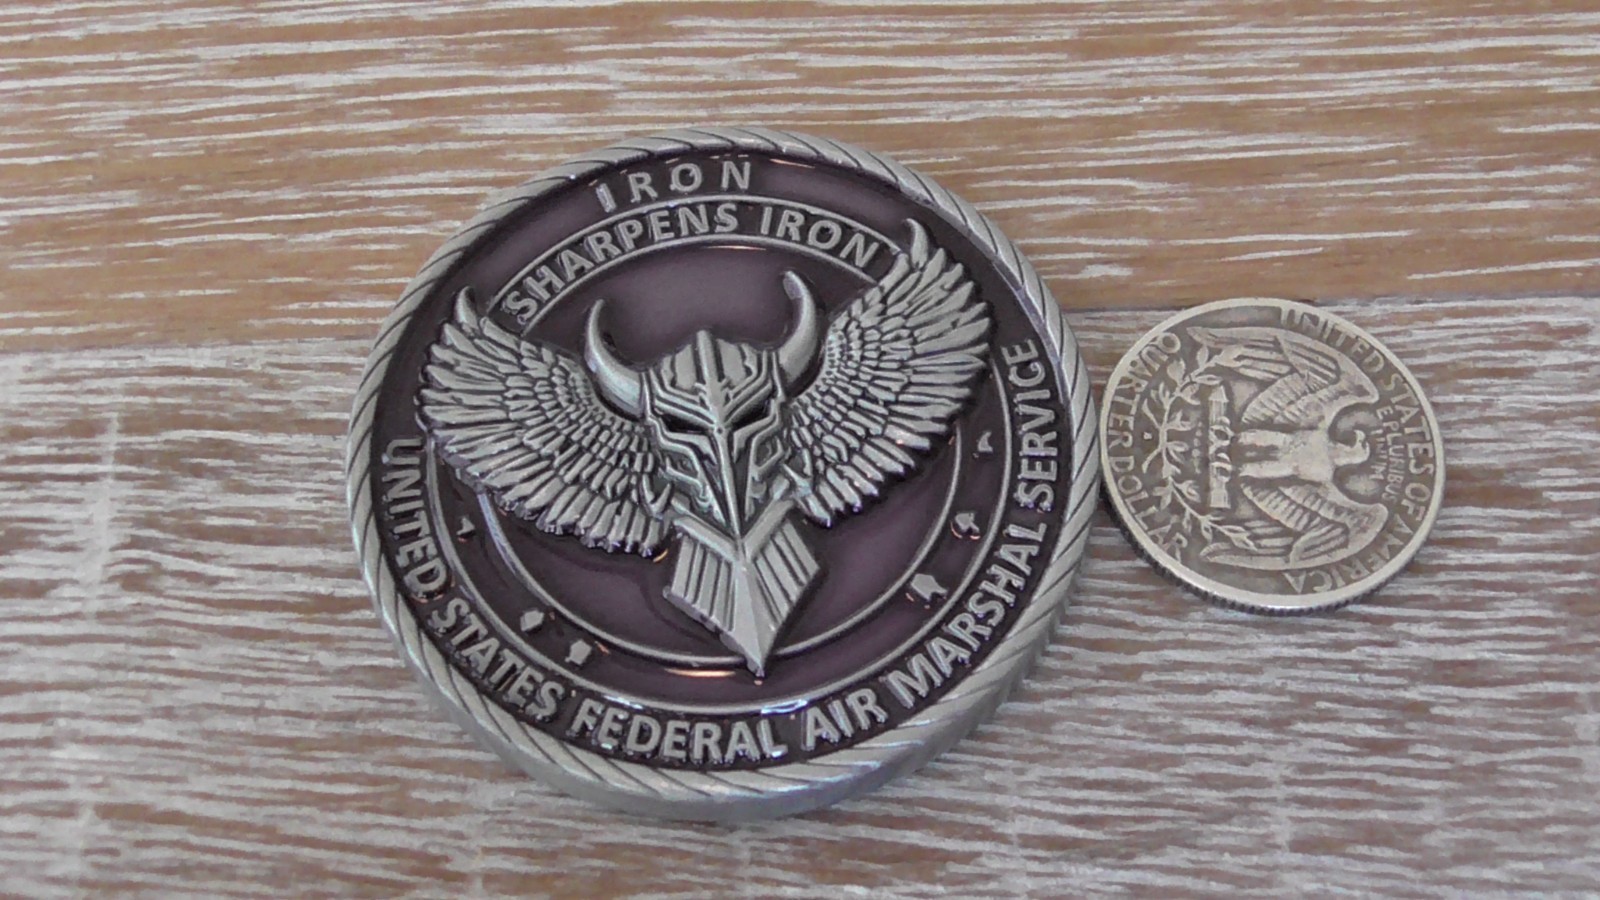 IRON
SHARPENS IRON
UNITED STATES FEDERAL AIR MARSHAL SERVICE
UNITED STATES OF AMERICA
E PLURIBUS
UNUM
QUARTER DOLLAR